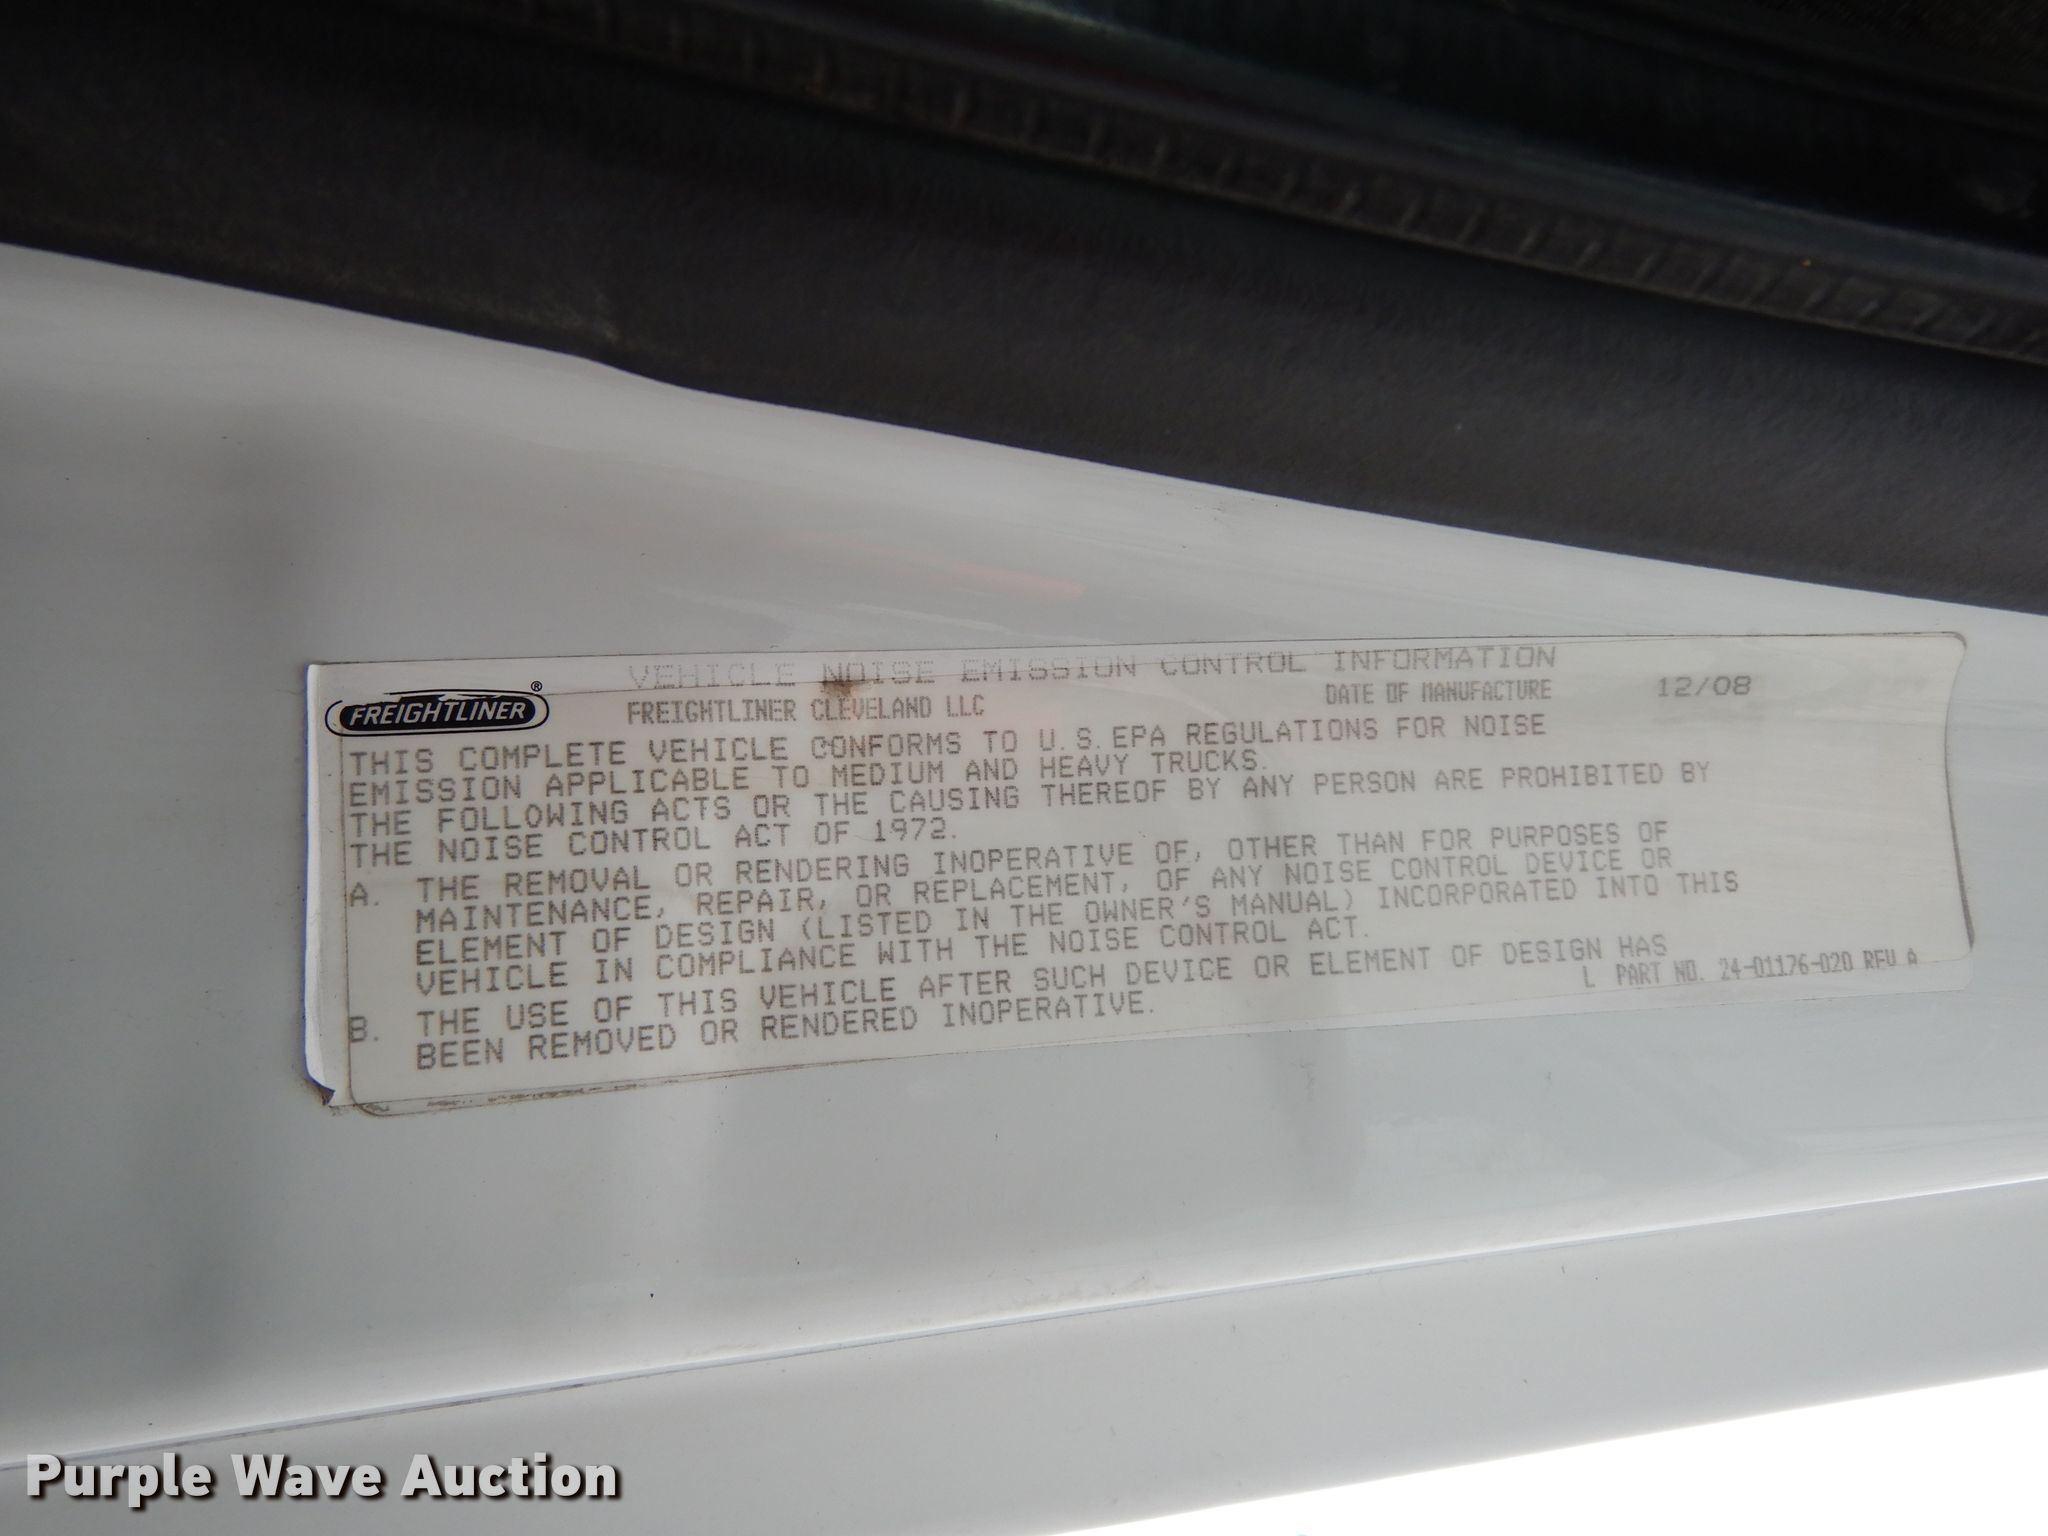 VEHICLE NOISE EMISSION CONTROL INFORMATION
FREIGHTLINER®
FREIGHTLINER CLEVELAND LLC DATE OF MANUFACTURE 12/08
THIS COMPLETE VEHICLE CONFORMS TO U.S.EPA REGULATIONS FOR NOISE
EMISSION APPLICABLE TO MEDIUM AND HEAVY TRUCKS.
THE FOLLOWING ACTS OR THE CAUSING THEREOF BY ANY PERSON ARE PROHIBITED BY
THE NOISE CONTROL ACT OF 1972.
A. THE REMOVAL OR RENDERING INOPERATIVE OF, OTHER THAN FOR PURPOSES OF
MAINTENANCE, REPAIR, OR REPLACEMENT, OF ANY NOISE CONTROL DEVICE OR
ELEMENT OF DESIGN (LISTED IN THE OWNER'S MANUAL) INCORPORATED INTO THIS
VEHICLE IN COMPLIANCE WITH THE NOISE CONTROL ACT.
B. THE USE OF THIS VEHICLE AFTER SUCH DEVICE OR ELEMENT OF DESIGN HAS
BEEN REMOVED OR RENDERED INOPERATIVE.
L PART NO. 24-01176-020 REV A
Purple Wave Auction